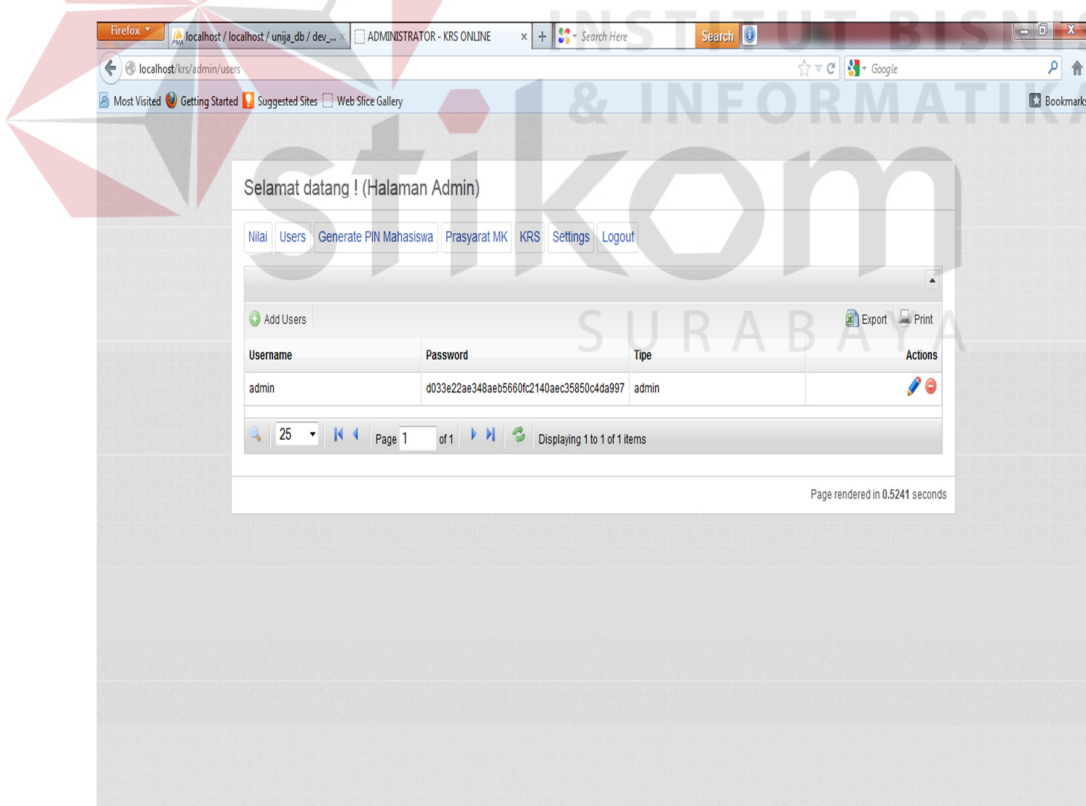 INSTITUT BISNIS
& INFORMATIKA
stikom
SURABAYA
Firefox
localhost / localhost / unija_db / dev_... ×
ADMINISTRATOR - KRS ONLINE ×
+
Search Here
Search
localhost/krs/admin/users
Google
Most Visited Getting Started Suggested Sites Web Slice Gallery
Bookmarks
Selamat datang ! (Halaman Admin)
Nilai Users Generate PIN Mahasiswa Prasyarat MK KRS Settings Logout
Add Users Export Print
Username Password Tipe Actions
admin d033e22ae348aeb5660fc2140aec35850c4da997 admin
25 Page 1 of 1 Displaying 1 to 1 of 1 items
Page rendered in 0.5241 seconds